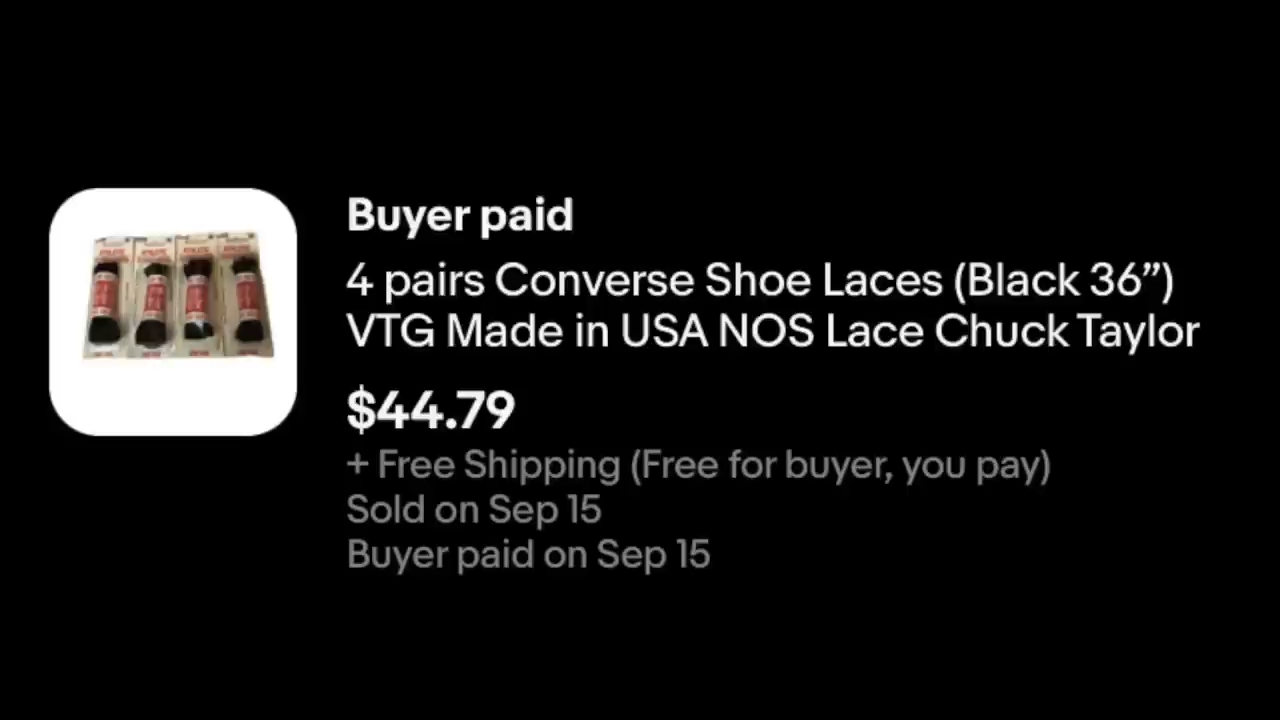 Buyer paid
4 pairs Converse Shoe Laces (Black 36”)
VTG Made in USA NOS Lace Chuck Taylor
$44.79
+ Free Shipping (Free for buyer, you pay)
Sold on Sep 15
Buyer paid on Sep 15